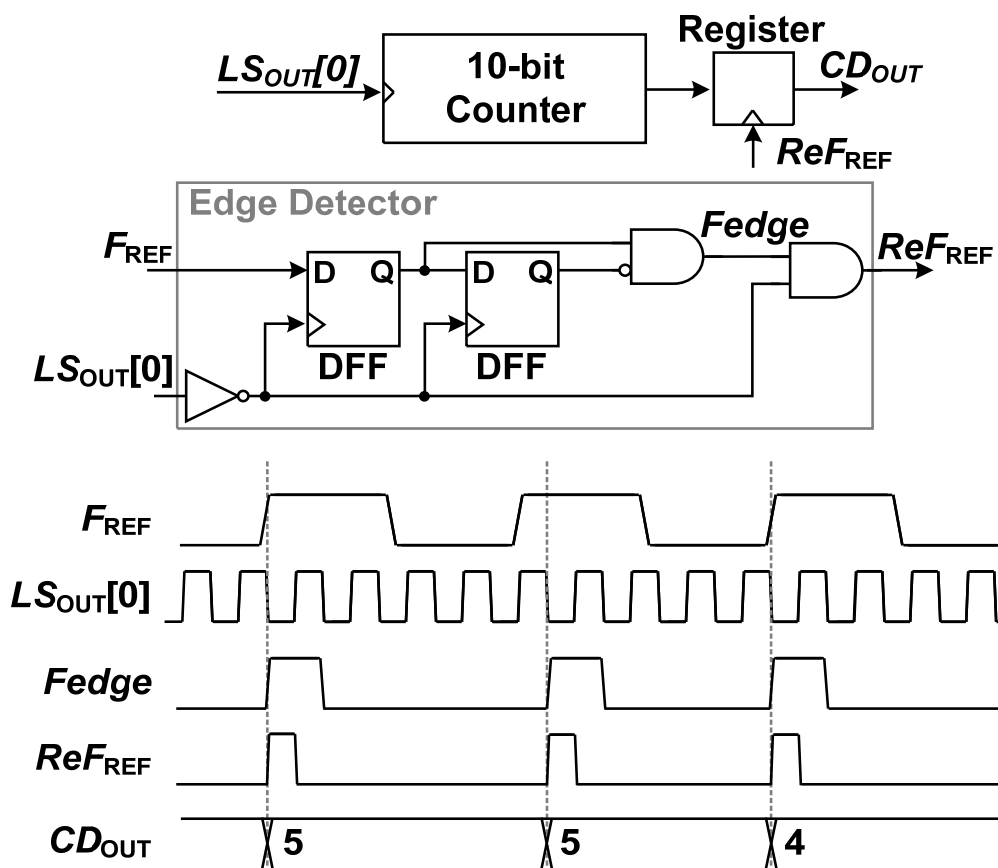 Register
LSOUT[0]
10-bit
Counter
CDOUT
ReFREF
Edge Detector
FREF
D Q
D Q
Fedge
ReFREF
DFF
DFF
LSOUT[0]
FREF
LSOUT[0]
Fedge
ReFREF
CDOUT 5 5 4